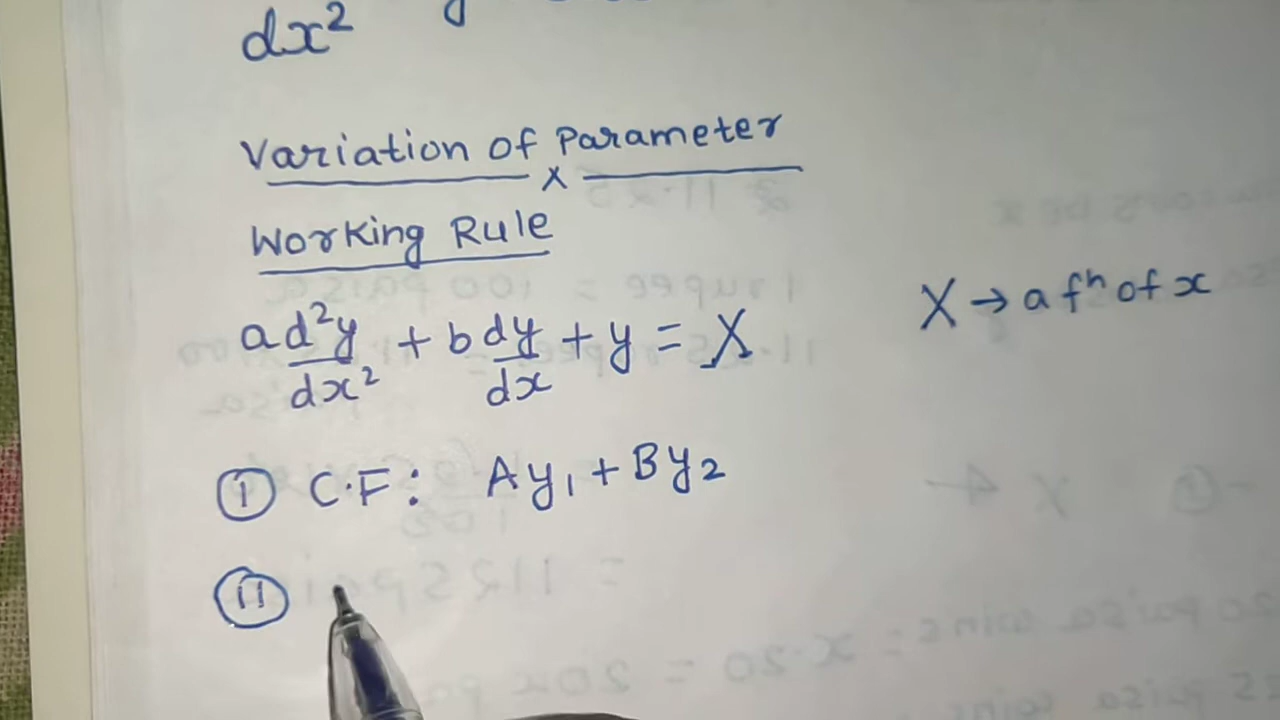 dx²
Variation of Parameter
x
Working Rule
a d²y/dx² + b dy/dx + y = X
X → a fⁿ of x
① C.F: Ay₁ + By₂
⑪